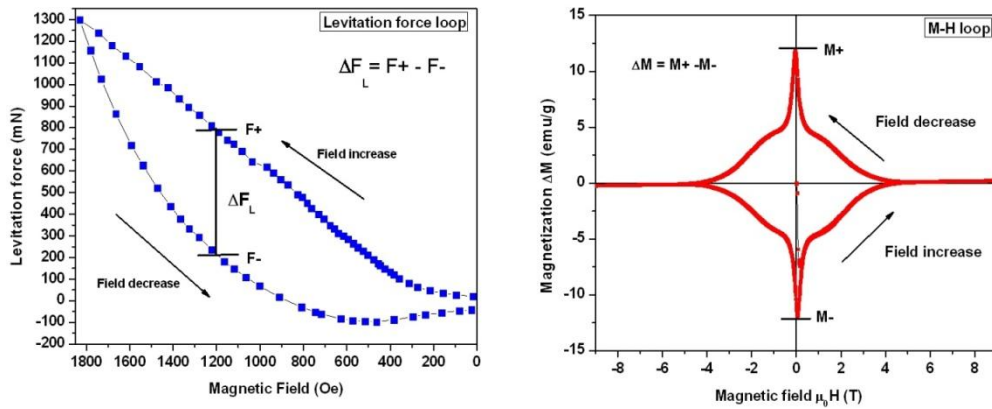 Levitation force loop
ΔF_L = F+ - F-
Levitation force (mN)
1300
1200
1100
1000
900
800
700
600
500
400
300
200
100
0
-100
-200
F+
Field increase
ΔF_L
F-
Field decrease
1800 1600 1400 1200 1000 800 600 400 200 0
Magnetic Field (Oe)
M-H loop
M+
ΔM = M+ -M-
Magnetization ΔM (emu/g)
15
10
5
0
-5
-10
-15
Field decrease
Field increase
M-
-8 -6 -4 -2 0 2 4 6 8
Magnetic field μ₀H (T)